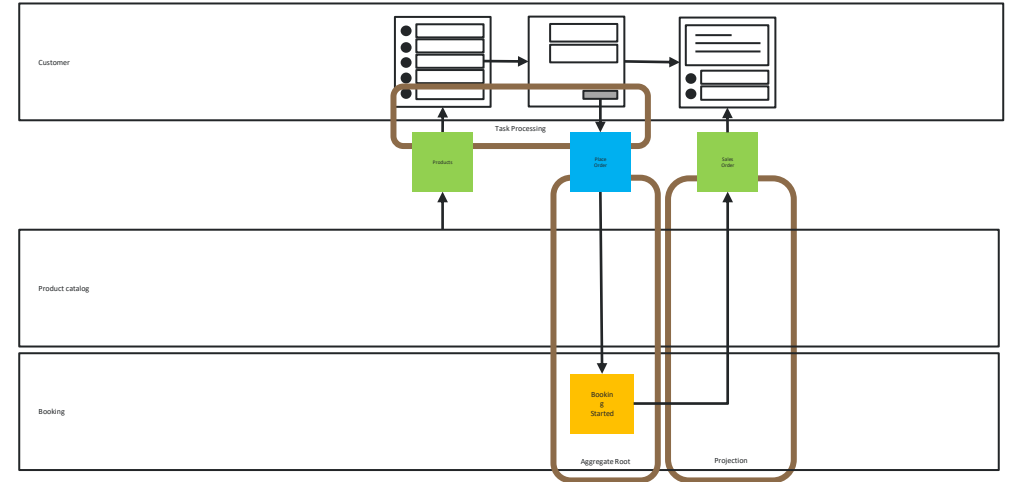 Customer
Task Processing
Products
Place
Order
Sales
Order
Product catalog
Bookin
g
Started
Booking
Aggregate Root
Projection